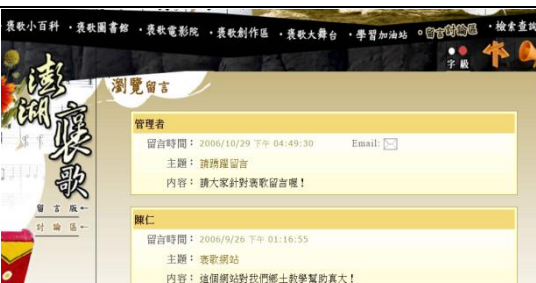 ·褒歌小百科 ·褒歌圖書館 ·褒歌電影院 ·褒歌創作區 ·褒歌大舞台 ·學習加油站 ·留言討論區 ·檢索查詢
字 級
澎湖褒歌
瀏覽留言
管理者
留言時間：2006/10/29 下午 04:49:30 Email:
主題：請踴躍留言
內容：請大家針對褒歌留言喔！
留言版←
討論區←
陳仁
留言時間：2006/9/26 下午 01:16:55
主題：褒歌網站
內容：這個網站對我們鄉土教學幫助真大！